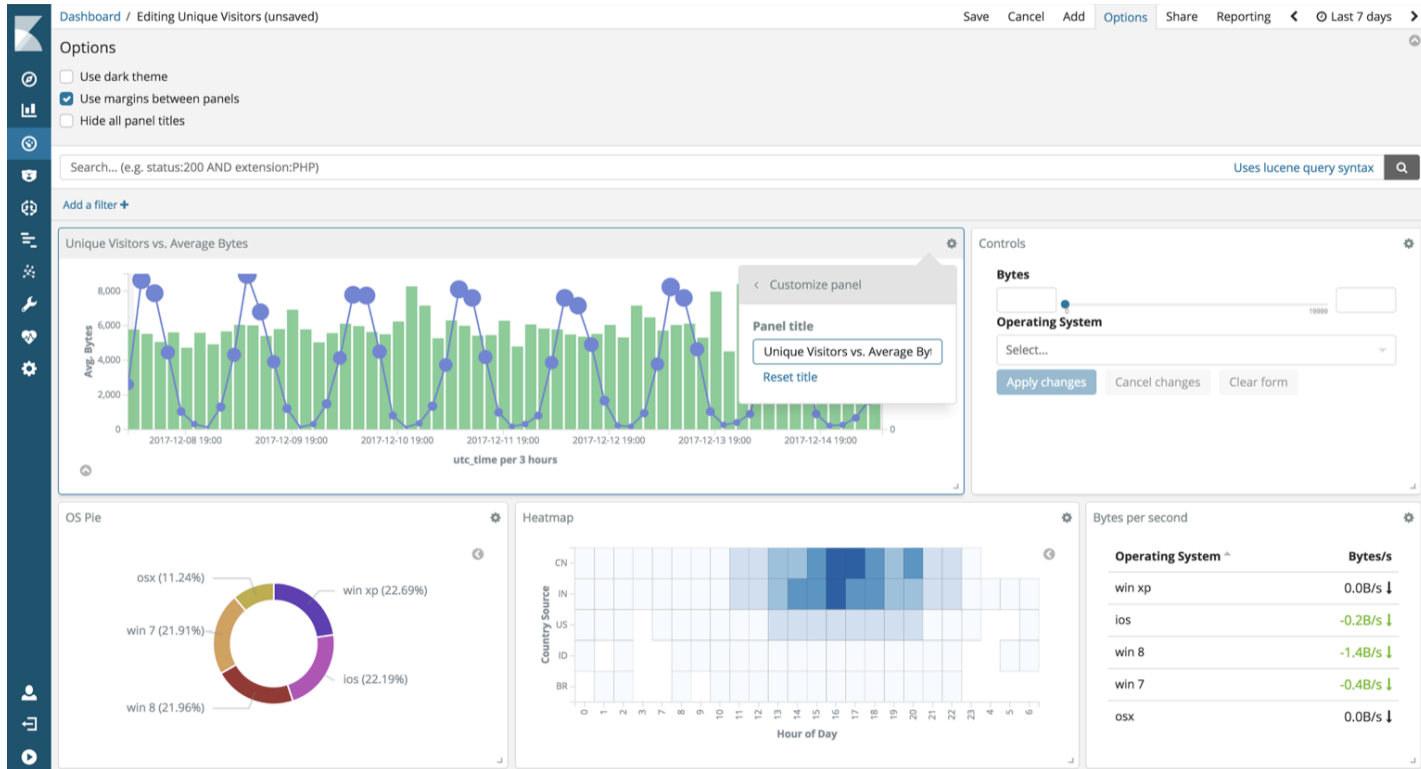 Dashboard / Editing Unique Visitors (unsaved)
Save Cancel Add Options Share Reporting Last 7 days
Options
Use dark theme
Use margins between panels
Hide all panel titles
Search... (e.g. status:200 AND extension:PHP) Uses lucene query syntax
Add a filter +
Unique Visitors vs. Average Bytes
Customize panel
Panel title
Unique Visitors vs. Average Byt
Reset title
Avg. Bytes
8,000
6,000
4,000
2,000
0
0
2017-12-08 19:00 2017-12-09 19:00 2017-12-10 19:00 2017-12-11 19:00 2017-12-12 19:00 2017-12-13 19:00 2017-12-14 19:00
utc_time per 3 hours
Controls
Bytes
0 19999
Operating System
Select...
Apply changes Cancel changes Clear form
OS Pie
osx (11.24%)
win xp (22.69%)
win 7 (21.91%)
ios (22.19%)
win 8 (21.96%)
Heatmap
Country Source
CN
IN
US
ID
BR
0 1 2 3 7 8 9 10 11 12 13 14 15 16 17 18 19 20 21 22 23 4 5 6
Hour of Day
Bytes per second
Operating System Bytes/s
win xp 0.0B/s
ios -0.2B/s
win 8 -1.4B/s
win 7 -0.4B/s
osx 0.0B/s